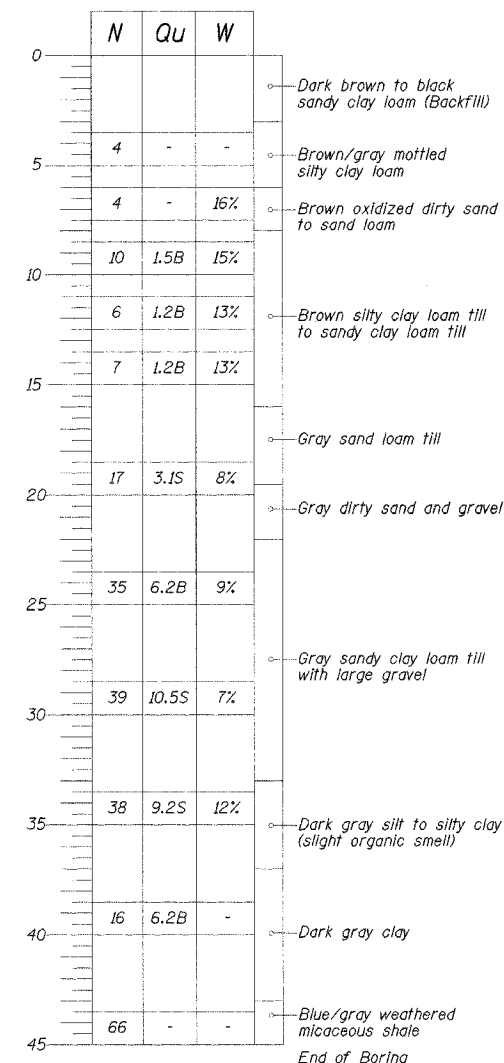 N Qu W
0
Dark brown to black
sandy clay loam (Backfill)
4 - -
5
Brown/gray mottled
silty clay loam
4 - 16%
Brown oxidized dirty sand
to sand loam
10 1.5B 15%
10
6 1.2B 13%
Brown silty clay loam till
to sandy clay loam till
7 1.2B 13%
15
Gray sand loam till
17 3.1S 8%
20
Gray dirty sand and gravel
35 6.2B 9%
25
Gray sandy clay loam till
with large gravel
39 10.5S 7%
30
38 9.2S 12%
35
Dark gray silt to silty clay
(slight organic smell)
16 6.2B -
40
Dark gray clay
Blue/gray weathered
micaceous shale
66 - -
45
End of Boring